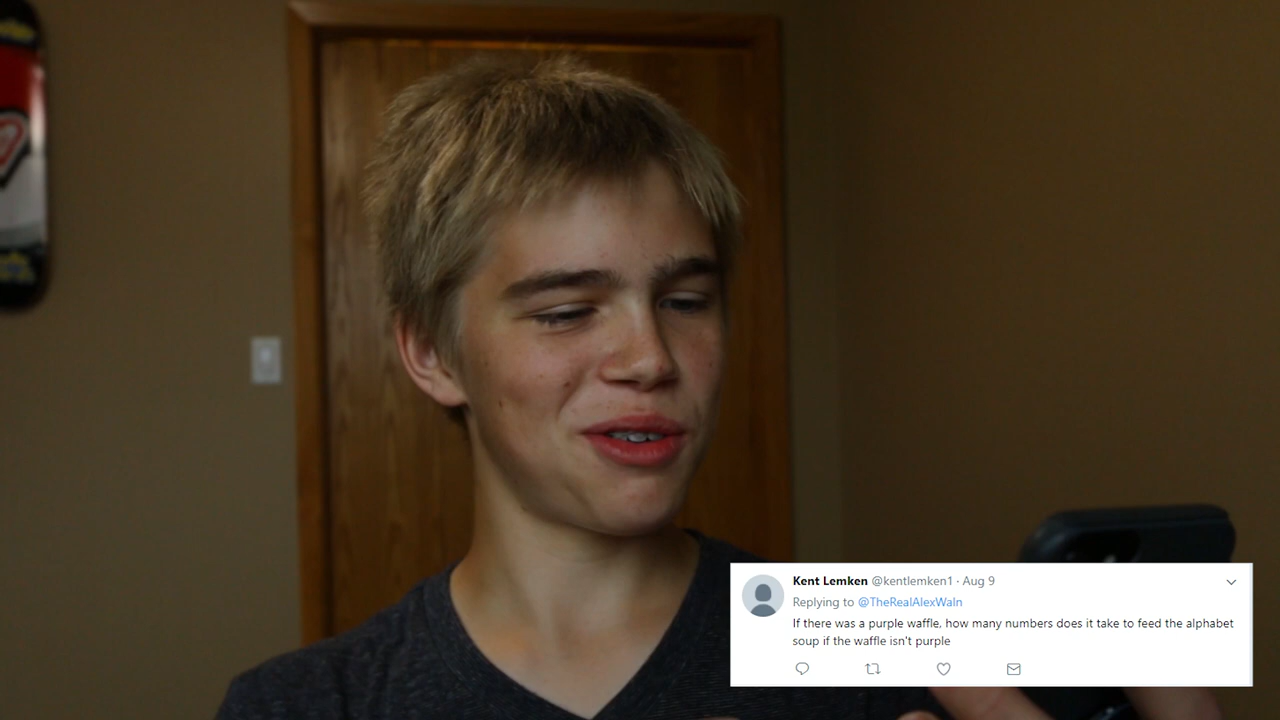 Kent Lemken @kentlemken1 · Aug 9
Replying to @TheRealAlexWaln
If there was a purple waffle, how many numbers does it take to feed the alphabet
soup if the waffle isn't purple